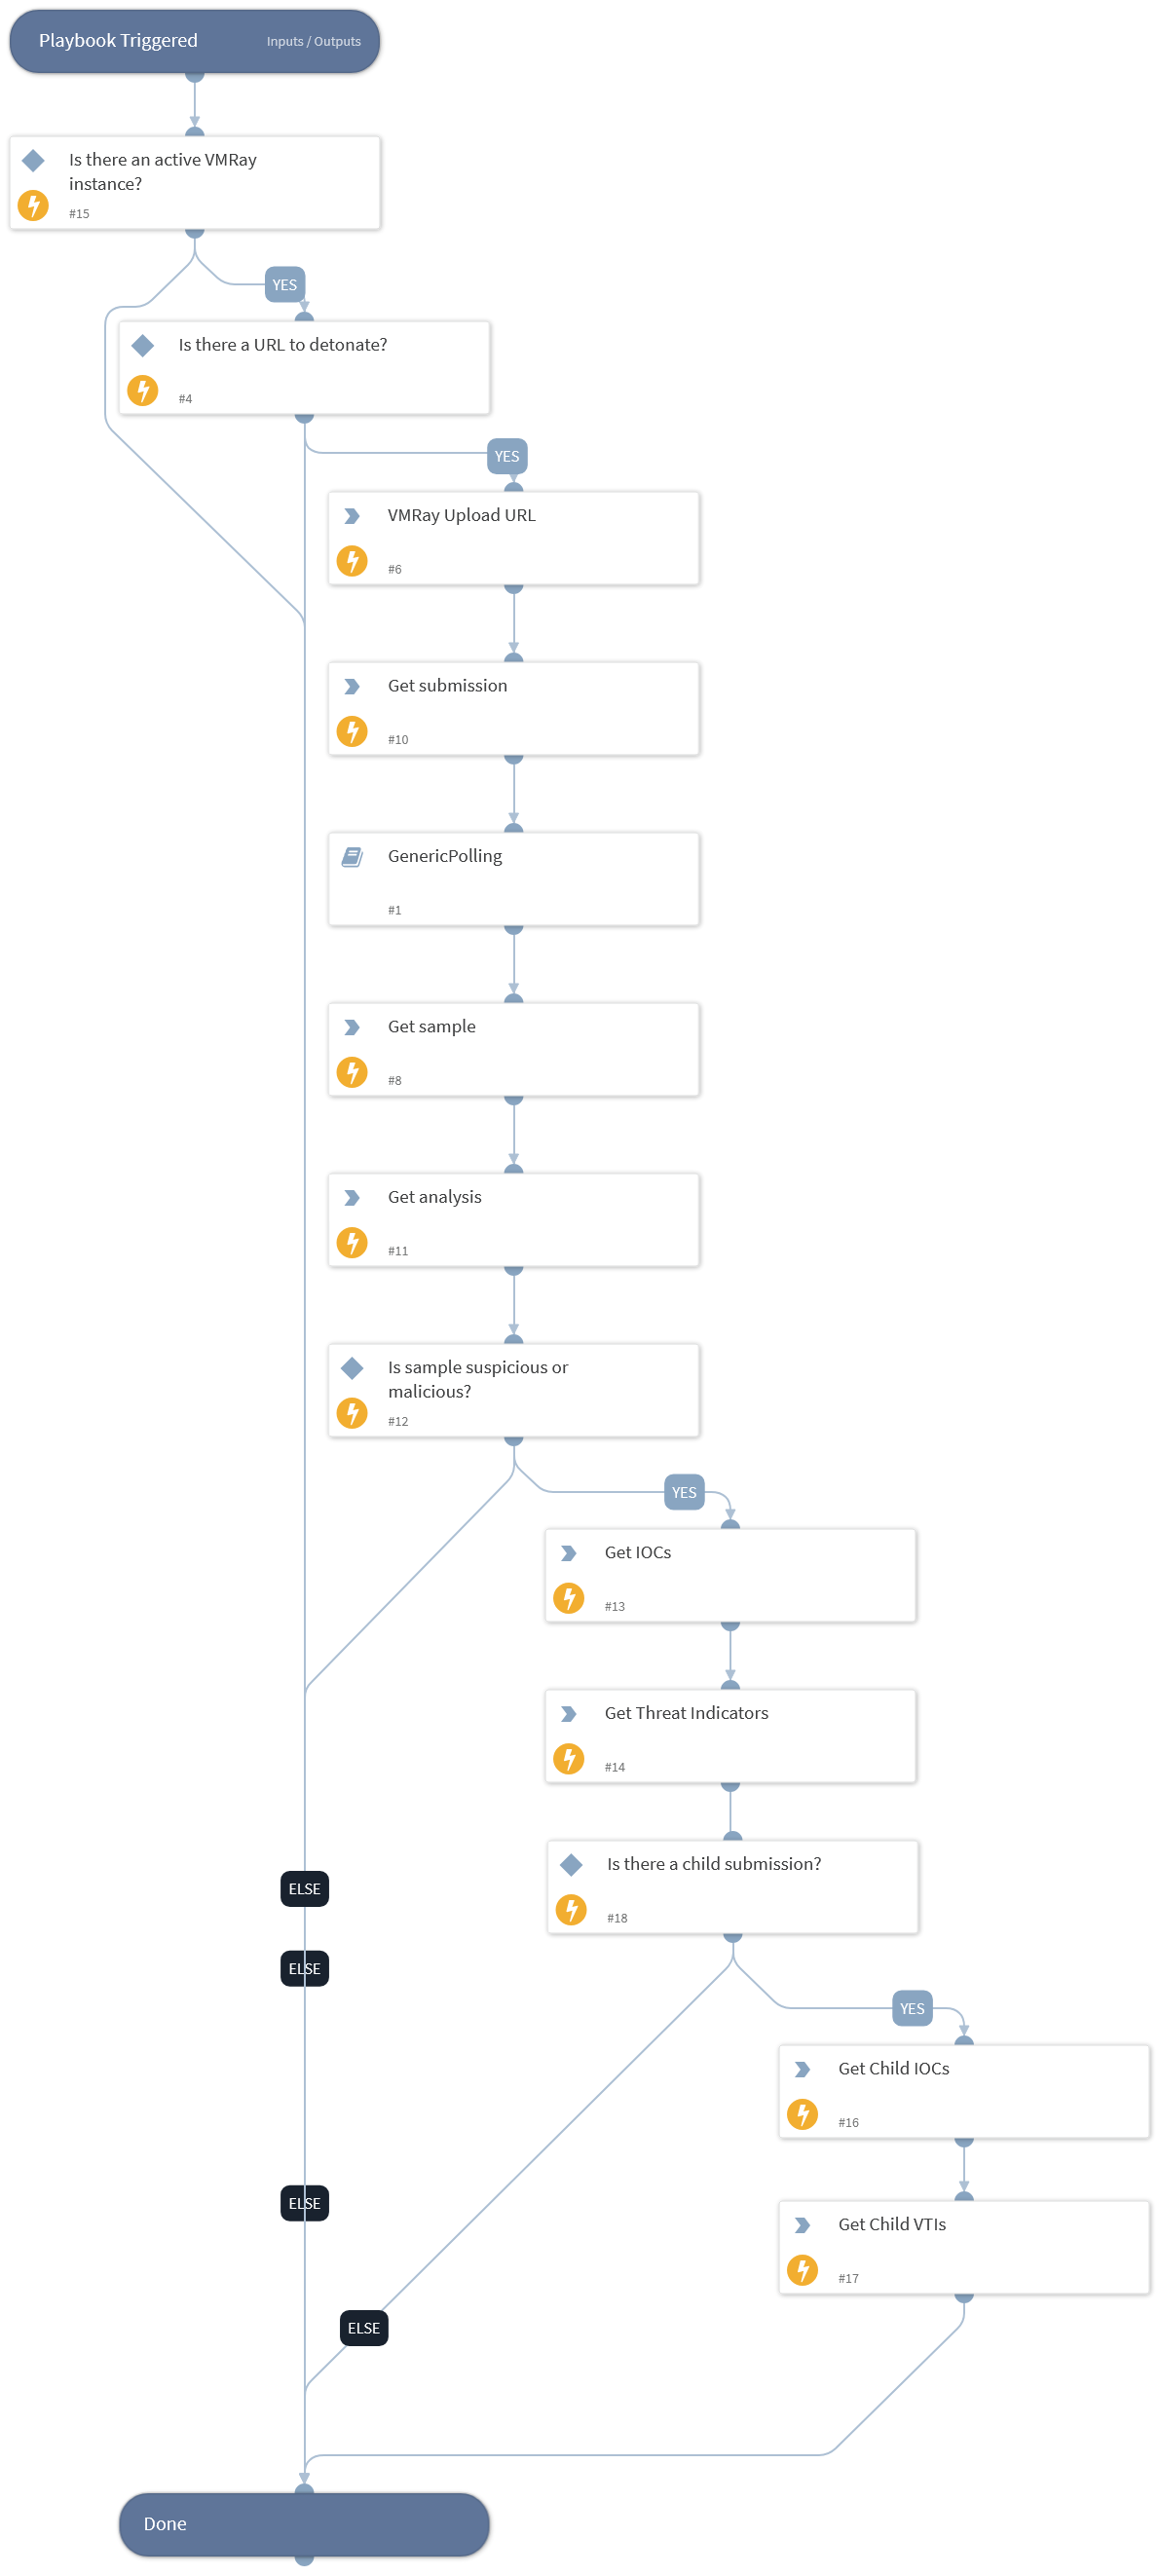 Playbook Triggered
Inputs / Outputs
Is there an active VMRay
instance?
#15
YES
Is there a URL to detonate?
#4
YES
VMRay Upload URL
#6
Get submission
#10
GenericPolling
#1
Get sample
#8
Get analysis
#11
Is sample suspicious or
malicious?
#12
YES
Get IOCs
#13
Get Threat Indicators
#14
Is there a child submission?
#18
ELSE
ELSE
YES
Get Child IOCs
#16
ELSE
Get Child VTIs
#17
ELSE
Done